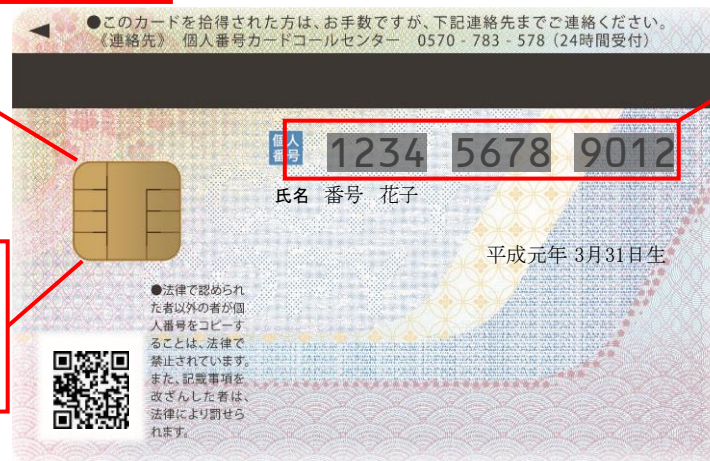 ●このカードを拾得された方は、お手数ですが、下記連絡先までご連絡ください。
《連絡先》 個人番号カードコールセンター 0570-783-578（24時間受付）
個人番号 1234 5678 9012
氏名 番号 花子
平成元年 3月31日生
●法律で認められ
た者以外の者が個
人番号をコピーす
ることは、法律で
禁止されています。
また、記載事項を
改ざんした者は、
法律により罰せら
れます。